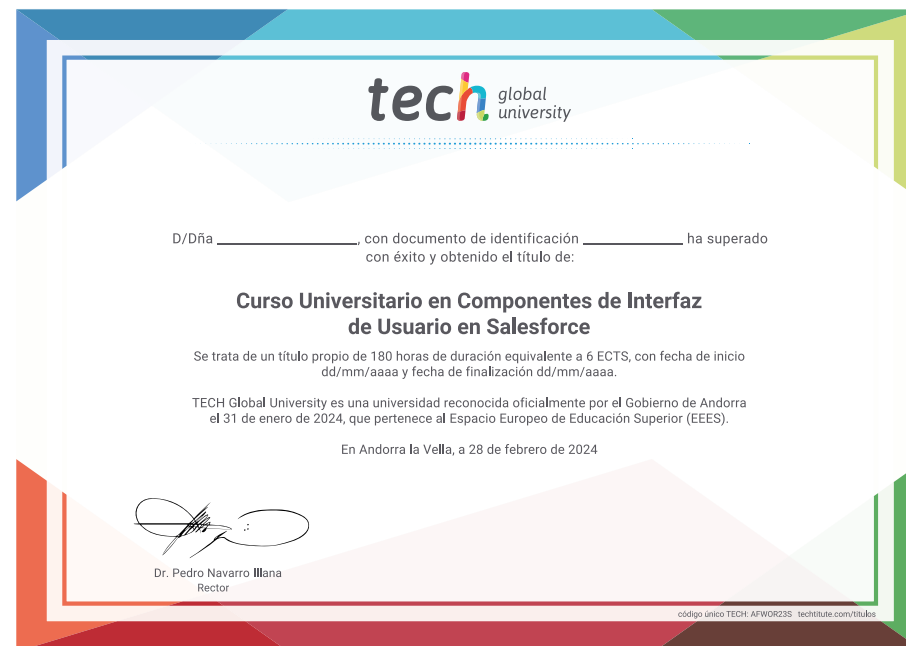 tech global university
D/Dña ____________________, con documento de identificación ______________ ha superado
con éxito y obtenido el título de:
Curso Universitario en Componentes de Interfaz
de Usuario en Salesforce
Se trata de un título propio de 180 horas de duración equivalente a 6 ECTS, con fecha de inicio
dd/mm/aaaa y fecha de finalización dd/mm/aaaa.
TECH Global University es una universidad reconocida oficialmente por el Gobierno de Andorra
el 31 de enero de 2024, que pertenece al Espacio Europeo de Educación Superior (EEES).
En Andorra la Vella, a 28 de febrero de 2024
Dr. Pedro Navarro Illana
Rector
código único TECH: AFWOR23S techtitute.com/titulos